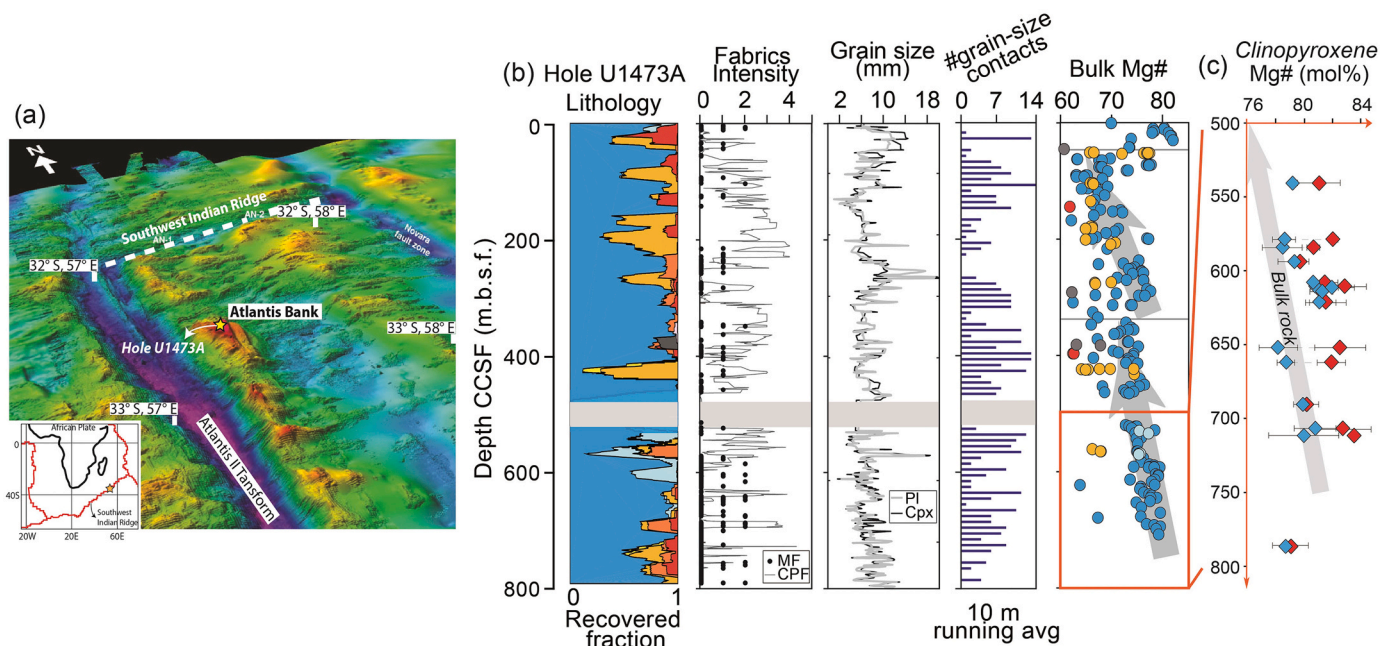 (a)
N
Southwest Indian Ridge
AN-1
AN-2
32° S, 58° E
32° S, 57° E
Novara
fault zone
Atlantis Bank
33° S, 58° E
Hole U1473A
33° S, 57° E
Atlantis II Transform
African Plate
0
40S
Southwest
Indian Ridge
20W 20E 60E
(b) Hole U1473A
Lithology
Fabrics
Intensity
0 2 4
Grain size
(mm)
2 10 18
#grain-size
contacts
0 7 14
Bulk Mg#
60 70 80
Depth CCSF (m.b.s.f.)
0
200
400
600
800
0 1
Recovered
fraction
MF
CPF
Pl
Cpx
10 m
running avg
(c) Clinopyroxene
Mg# (mol%)
76 80 84
500
550
600
650
700
750
800
Bulk rock